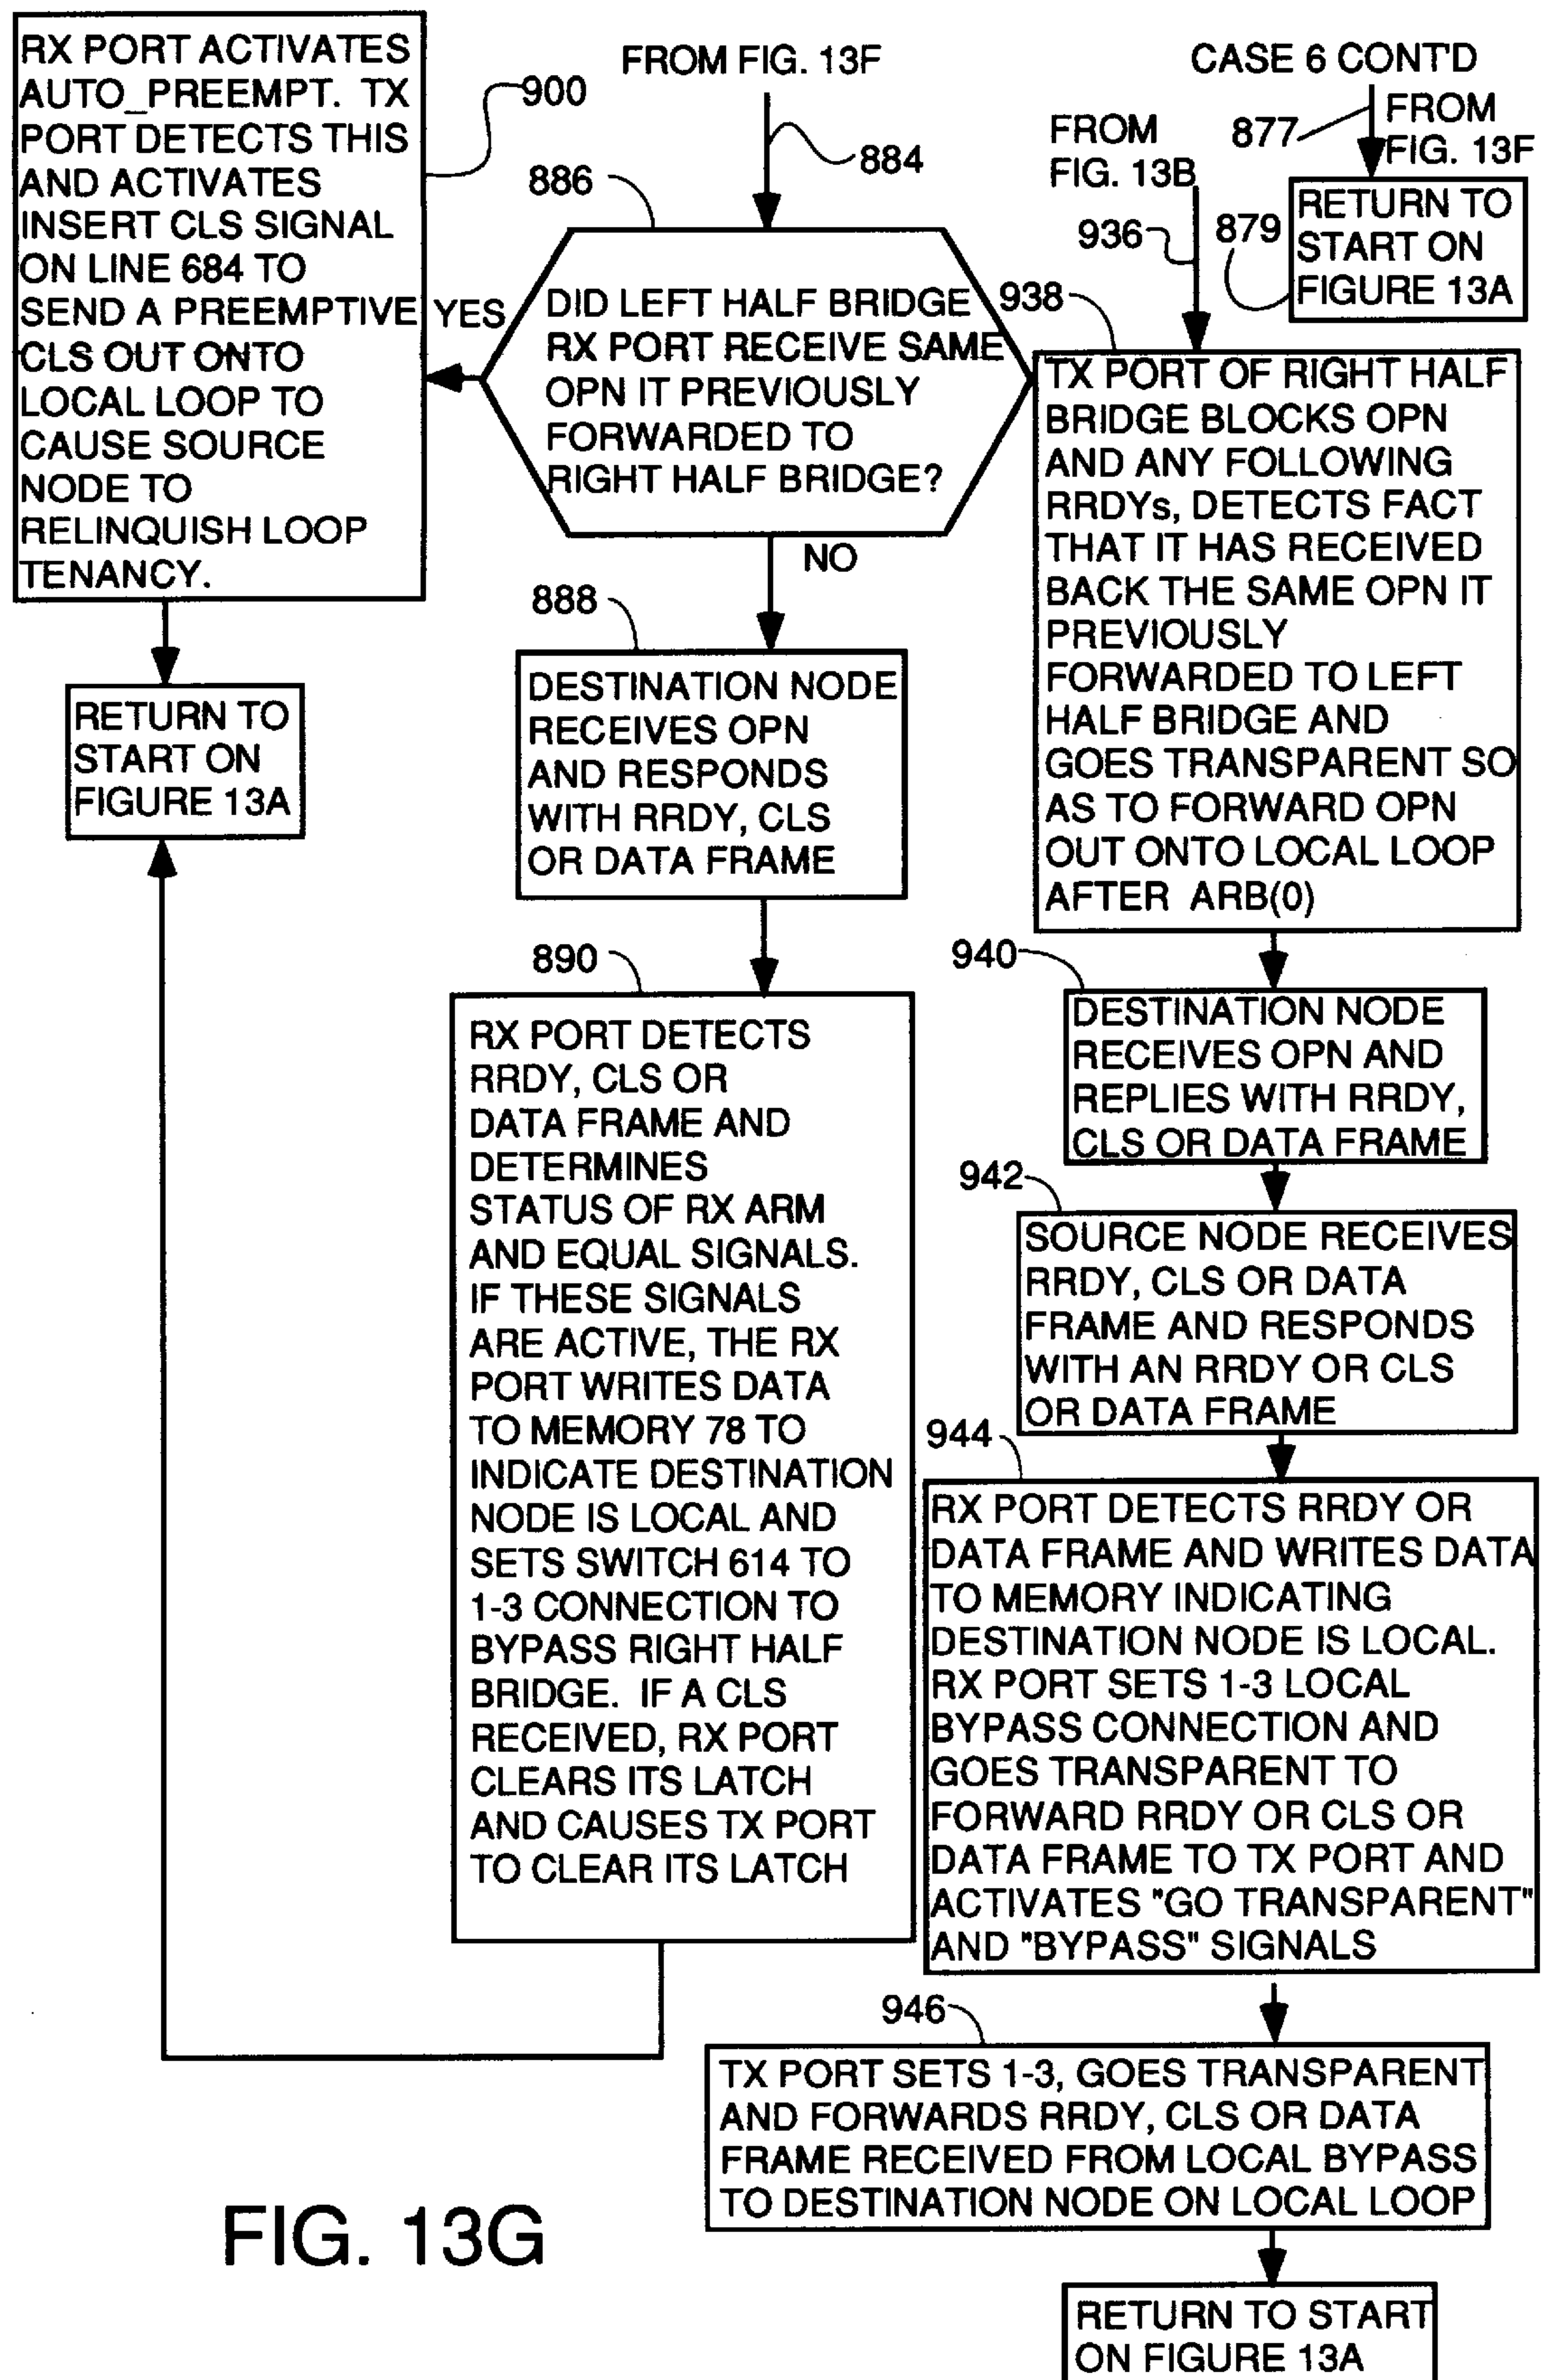 RX PORT ACTIVATES
AUTO_PREEMPT. TX
PORT DETECTS THIS
AND ACTIVATES
INSERT CLS SIGNAL
ON LINE 684 TO
SEND A PREEMPTIVE
CLS OUT ONTO
LOCAL LOOP TO
CAUSE SOURCE
NODE TO
RELINQUISH LOOP
TENANCY.
900
RETURN TO
START ON
FIGURE 13A
FROM FIG. 13F
884
886
DID LEFT HALF BRIDGE
RX PORT RECEIVE SAME
OPN IT PREVIOUSLY
FORWARDED TO
RIGHT HALF BRIDGE?
YES
NO
888
DESTINATION NODE
RECEIVES OPN
AND RESPONDS
WITH RRDY, CLS
OR DATA FRAME
890
RX PORT DETECTS
RRDY, CLS OR
DATA FRAME AND
DETERMINES
STATUS OF RX ARM
AND EQUAL SIGNALS.
IF THESE SIGNALS
ARE ACTIVE, THE RX
PORT WRITES DATA
TO MEMORY 78 TO
INDICATE DESTINATION
NODE IS LOCAL AND
SETS SWITCH 614 TO
1-3 CONNECTION TO
BYPASS RIGHT HALF
BRIDGE. IF A CLS
RECEIVED, RX PORT
CLEARS ITS LATCH
AND CAUSES TX PORT
TO CLEAR ITS LATCH
CASE 6 CONT'D
877
FROM
FIG. 13F
879
RETURN TO
START ON
FIGURE 13A
FROM
FIG. 13B
936
938
TX PORT OF RIGHT HALF
BRIDGE BLOCKS OPN
AND ANY FOLLOWING
RRDYs, DETECTS FACT
THAT IT HAS RECEIVED
BACK THE SAME OPN IT
PREVIOUSLY
FORWARDED TO LEFT
HALF BRIDGE AND
GOES TRANSPARENT SO
AS TO FORWARD OPN
OUT ONTO LOCAL LOOP
AFTER ARB(0)
940
DESTINATION NODE
RECEIVES OPN AND
REPLIES WITH RRDY,
CLS OR DATA FRAME
942
SOURCE NODE RECEIVES
RRDY, CLS OR DATA
FRAME AND RESPONDS
WITH AN RRDY OR CLS
OR DATA FRAME
944
RX PORT DETECTS RRDY OR
DATA FRAME AND WRITES DATA
TO MEMORY INDICATING
DESTINATION NODE IS LOCAL.
RX PORT SETS 1-3 LOCAL
BYPASS CONNECTION AND
GOES TRANSPARENT TO
FORWARD RRDY OR CLS OR
DATA FRAME TO TX PORT AND
ACTIVATES "GO TRANSPARENT"
AND "BYPASS" SIGNALS
946
TX PORT SETS 1-3, GOES TRANSPARENT
AND FORWARDS RRDY, CLS OR DATA
FRAME RECEIVED FROM LOCAL BYPASS
TO DESTINATION NODE ON LOCAL LOOP
RETURN TO START
ON FIGURE 13A
FIG. 13G